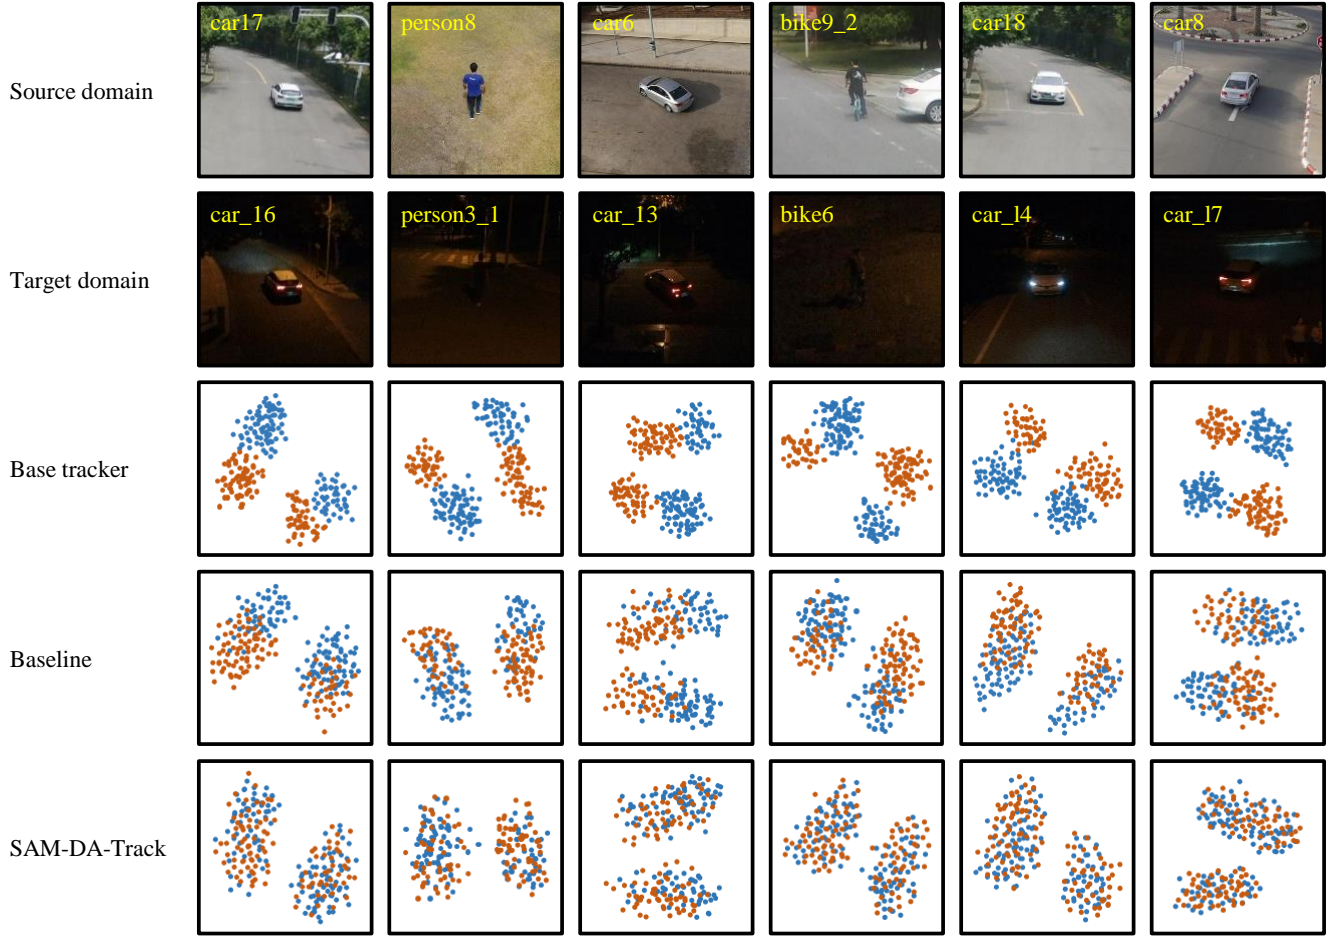 car17 person8 car6 bike9_2 car18 car8
Source domain
car_16 person3_1 car_13 bike6 car_l4 car_l7
Target domain
Base tracker
Baseline
SAM-DA-Track